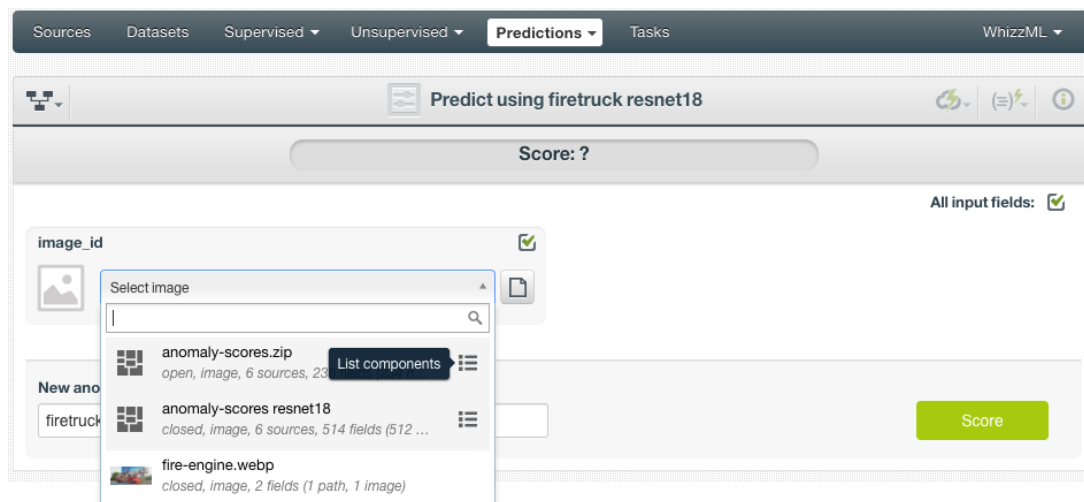 Sources Datasets Supervised Unsupervised Predictions Tasks WhizzML
Predict using firetruck resnet18
Score: ?
All input fields:
image_id
Select image
anomaly-scores.zip
open, image, 6 sources, 23
List components
New ano
anomaly-scores resnet18
firetruck
closed, image, 6 sources, 514 fields (512 ...
Score
fire-engine.webp
closed, image, 2 fields (1 path, 1 image)